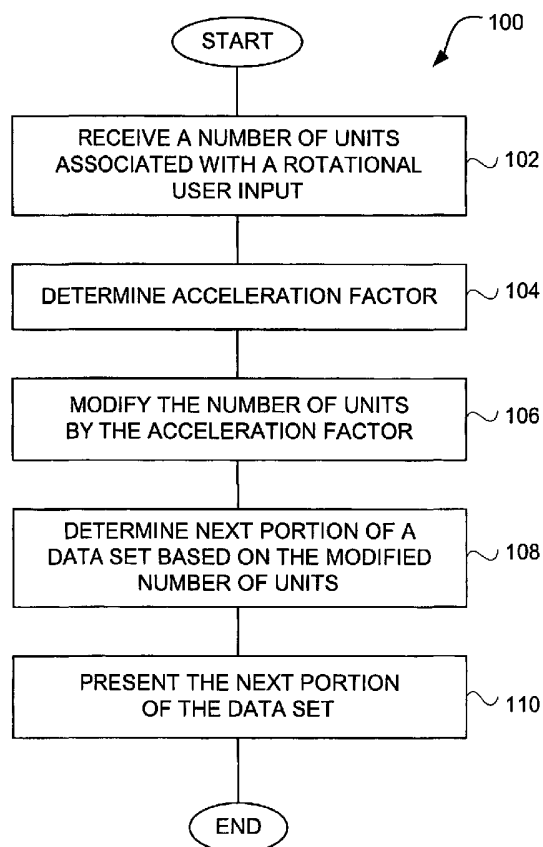 START
100
RECEIVE A NUMBER OF UNITS
ASSOCIATED WITH A ROTATIONAL
USER INPUT
102
DETERMINE ACCELERATION FACTOR
104
MODIFY THE NUMBER OF UNITS
BY THE ACCELERATION FACTOR
106
DETERMINE NEXT PORTION OF A
DATA SET BASED ON THE MODIFIED
NUMBER OF UNITS
108
PRESENT THE NEXT PORTION
OF THE DATA SET
110
END